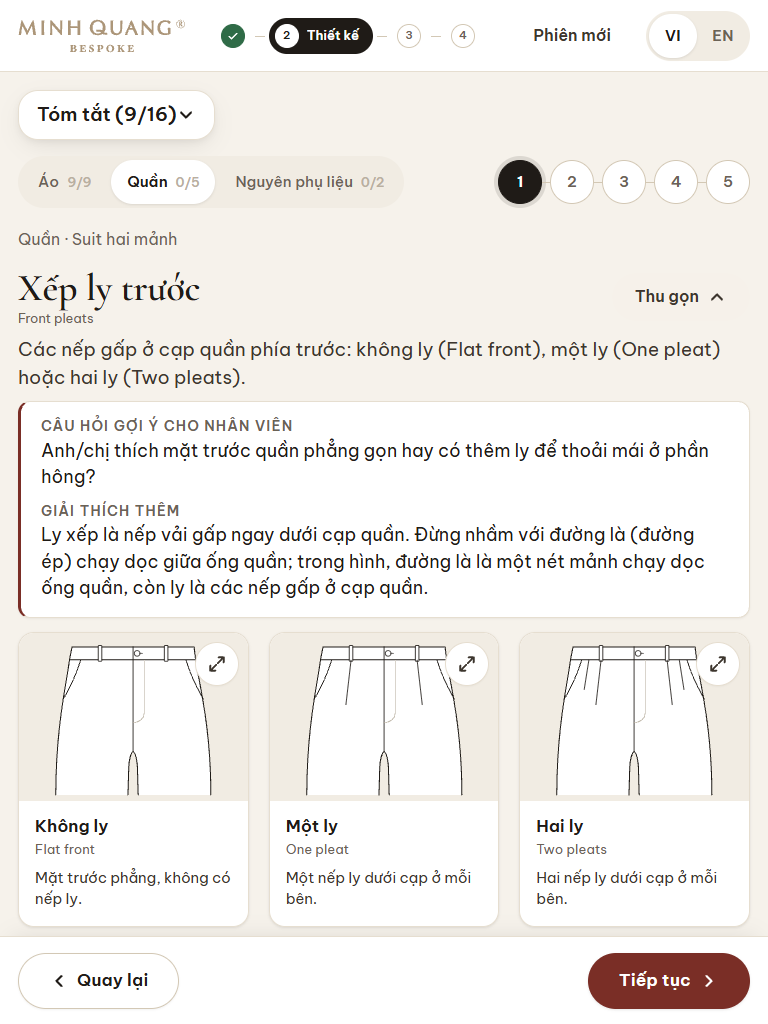 MINH QUANG®
BESPOKE
2 Thiết kế
3
4
Phiên mới
VI
EN
Tóm tắt (9/16)
Áo 9/9
Quần 0/5
Nguyên phụ liệu 0/2
1
2
3
4
5
Quần · Suit hai mảnh
Xếp ly trước
Front pleats
Thu gọn
Các nếp gấp ở cạp quần phía trước: không ly (Flat front), một ly (One pleat)
hoặc hai ly (Two pleats).
CÂU HỎI GỢI Ý CHO NHÂN VIÊN
Anh/chị thích mặt trước quần phẳng gọn hay có thêm ly để thoải mái ở phần
hông?
GIẢI THÍCH THÊM
Ly xếp là nếp vải gấp ngay dưới cạp quần. Đừng nhầm với đường là (đường
ép) chạy dọc giữa ống quần; trong hình, đường là là một nét mảnh chạy dọc
ống quần, còn ly là các nếp gấp ở cạp quần.
Không ly
Flat front
Mặt trước phẳng, không có
nếp ly.
Một ly
One pleat
Một nếp ly dưới cạp ở mỗi
bên.
Hai ly
Two pleats
Hai nếp ly dưới cạp ở mỗi
bên.
Quay lại
Tiếp tục